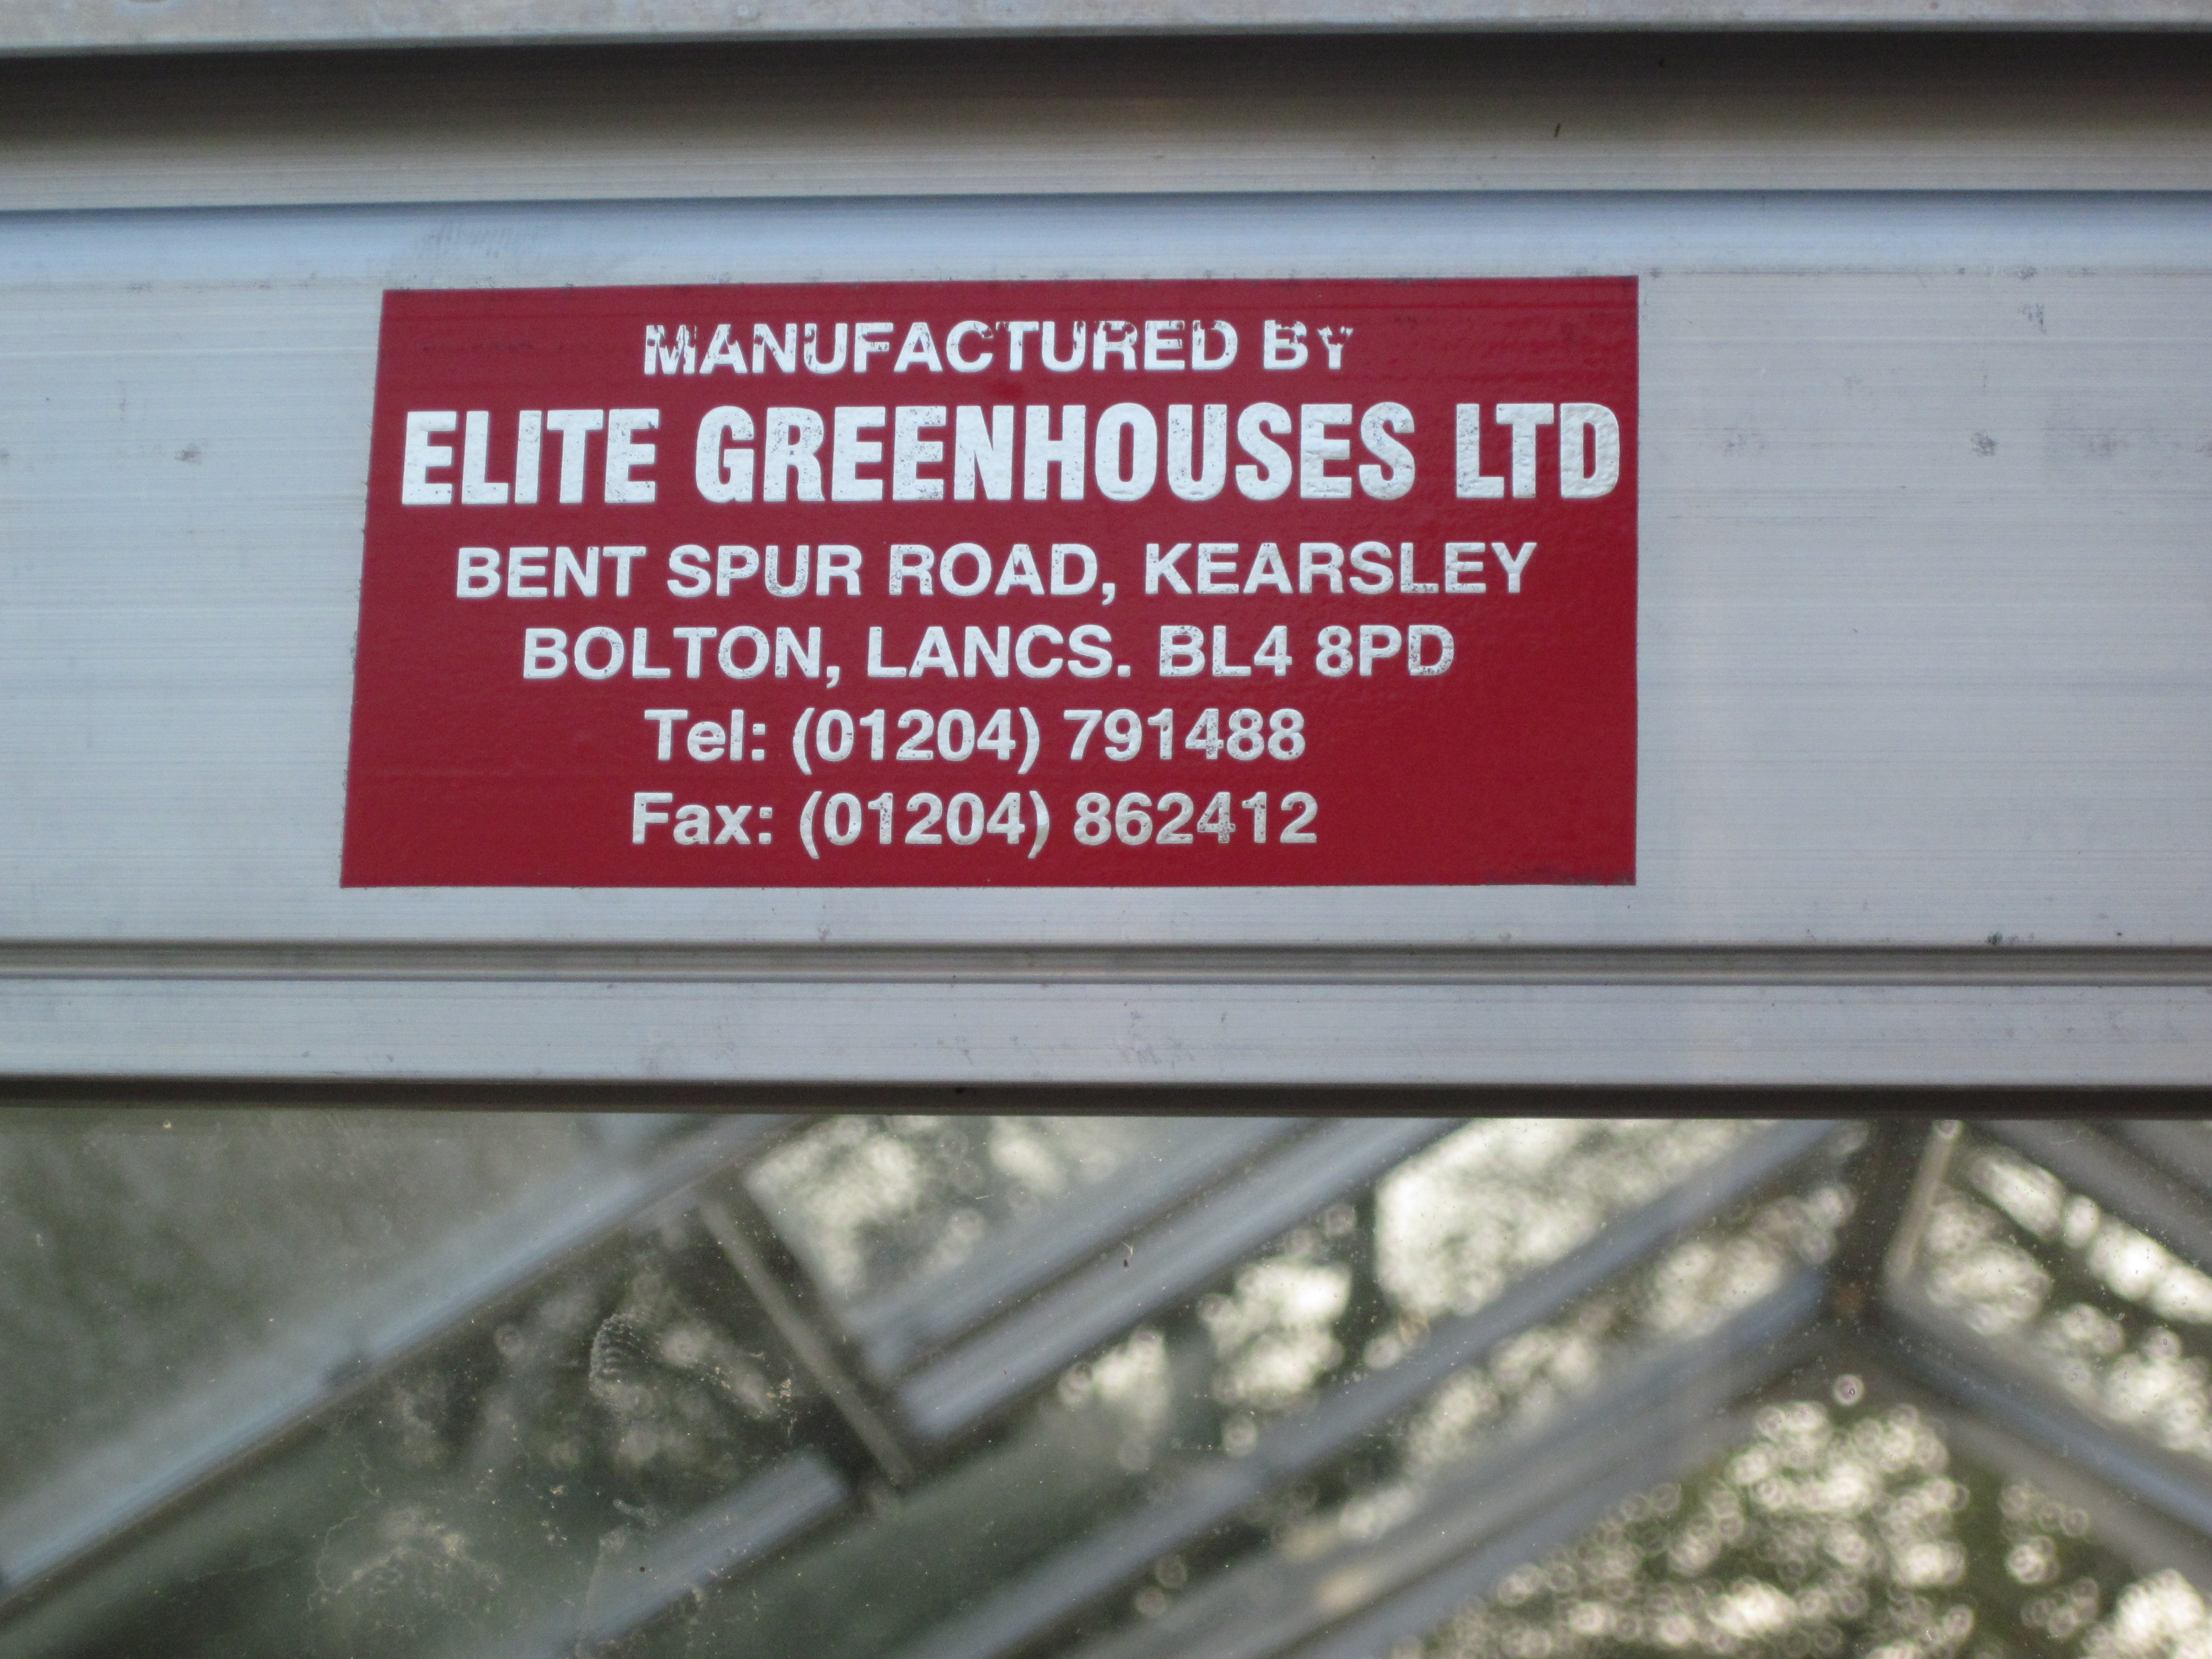 MANUFACTURED BY
ELITE GREENHOUSES LTD
BENT SPUR ROAD, KEARSLEY
BOLTON, LANCS. BL4 8PD
Tel: (01204) 791488
Fax: (01204) 862412